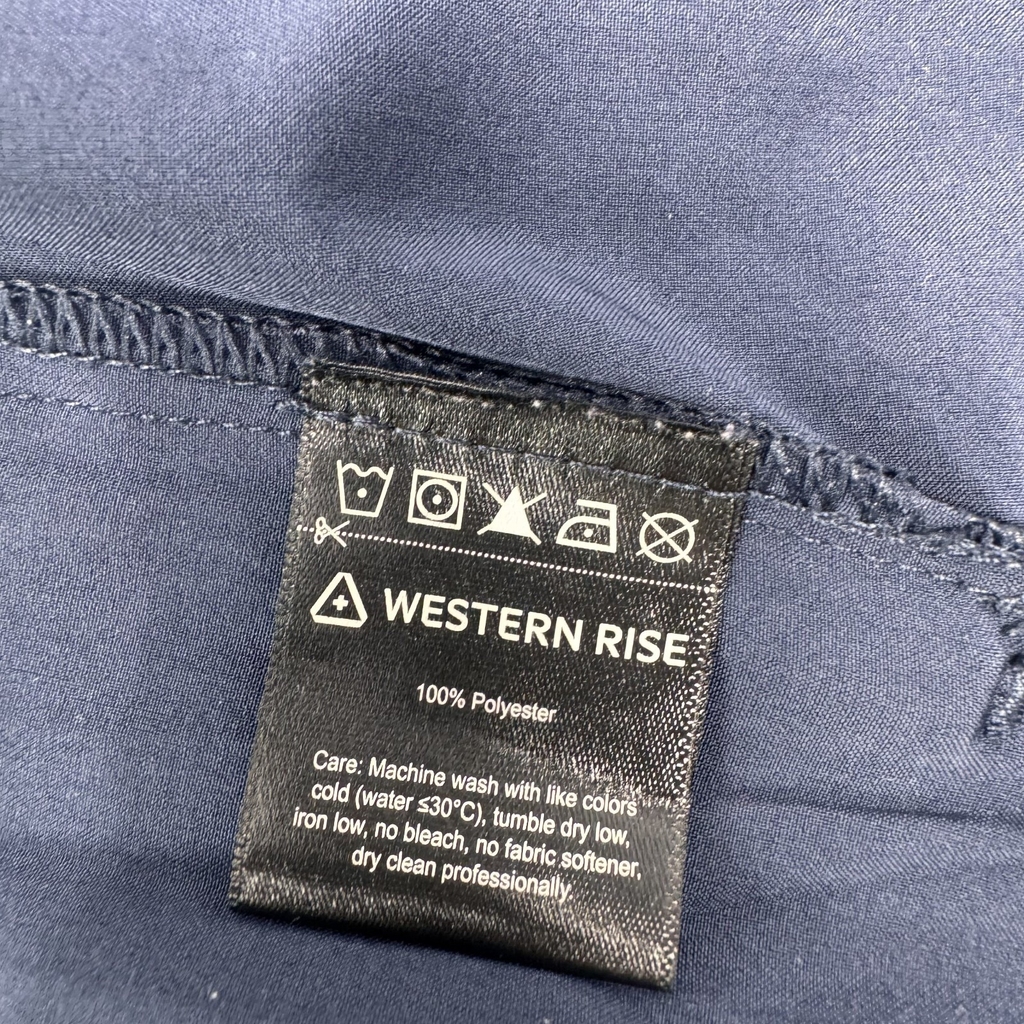 WESTERN RISE
100% Polyester
Care: Machine wash with like colors
cold (water ≤30°C), tumble dry low,
iron low, no bleach, no fabric softener,
dry clean professionally.